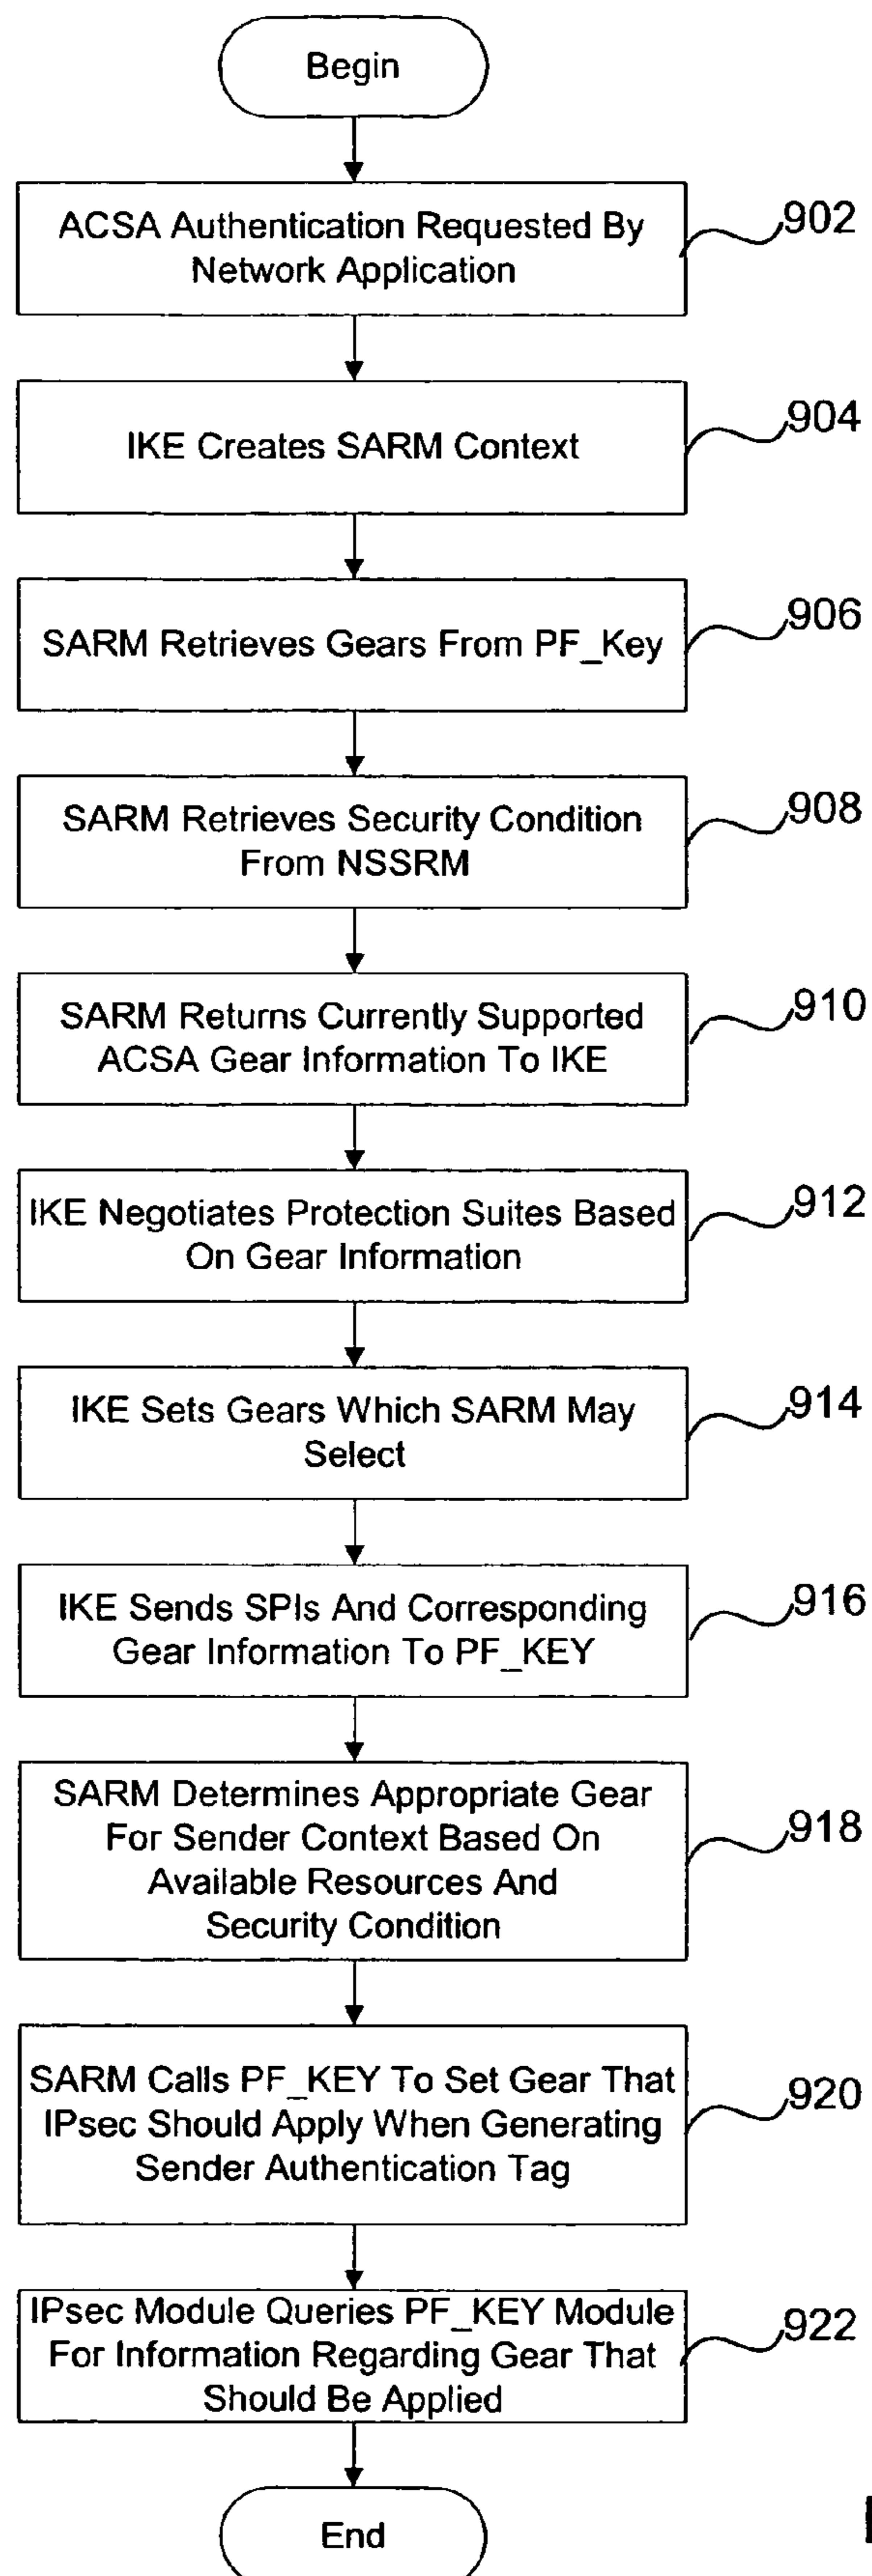 Begin
ACSA Authentication Requested By
Network Application
902
IKE Creates SARM Context
904
SARM Retrieves Gears From PF_Key
906
SARM Retrieves Security Condition
From NSSRM
908
SARM Returns Currently Supported
ACSA Gear Information To IKE
910
IKE Negotiates Protection Suites Based
On Gear Information
912
IKE Sets Gears Which SARM May
Select
914
IKE Sends SPIs And Corresponding
Gear Information To PF_KEY
916
SARM Determines Appropriate Gear
For Sender Context Based On
Available Resources And
Security Condition
918
SARM Calls PF_KEY To Set Gear That
IPsec Should Apply When Generating
Sender Authentication Tag
920
IPsec Module Queries PF_KEY Module
For Information Regarding Gear That
Should Be Applied
922
End